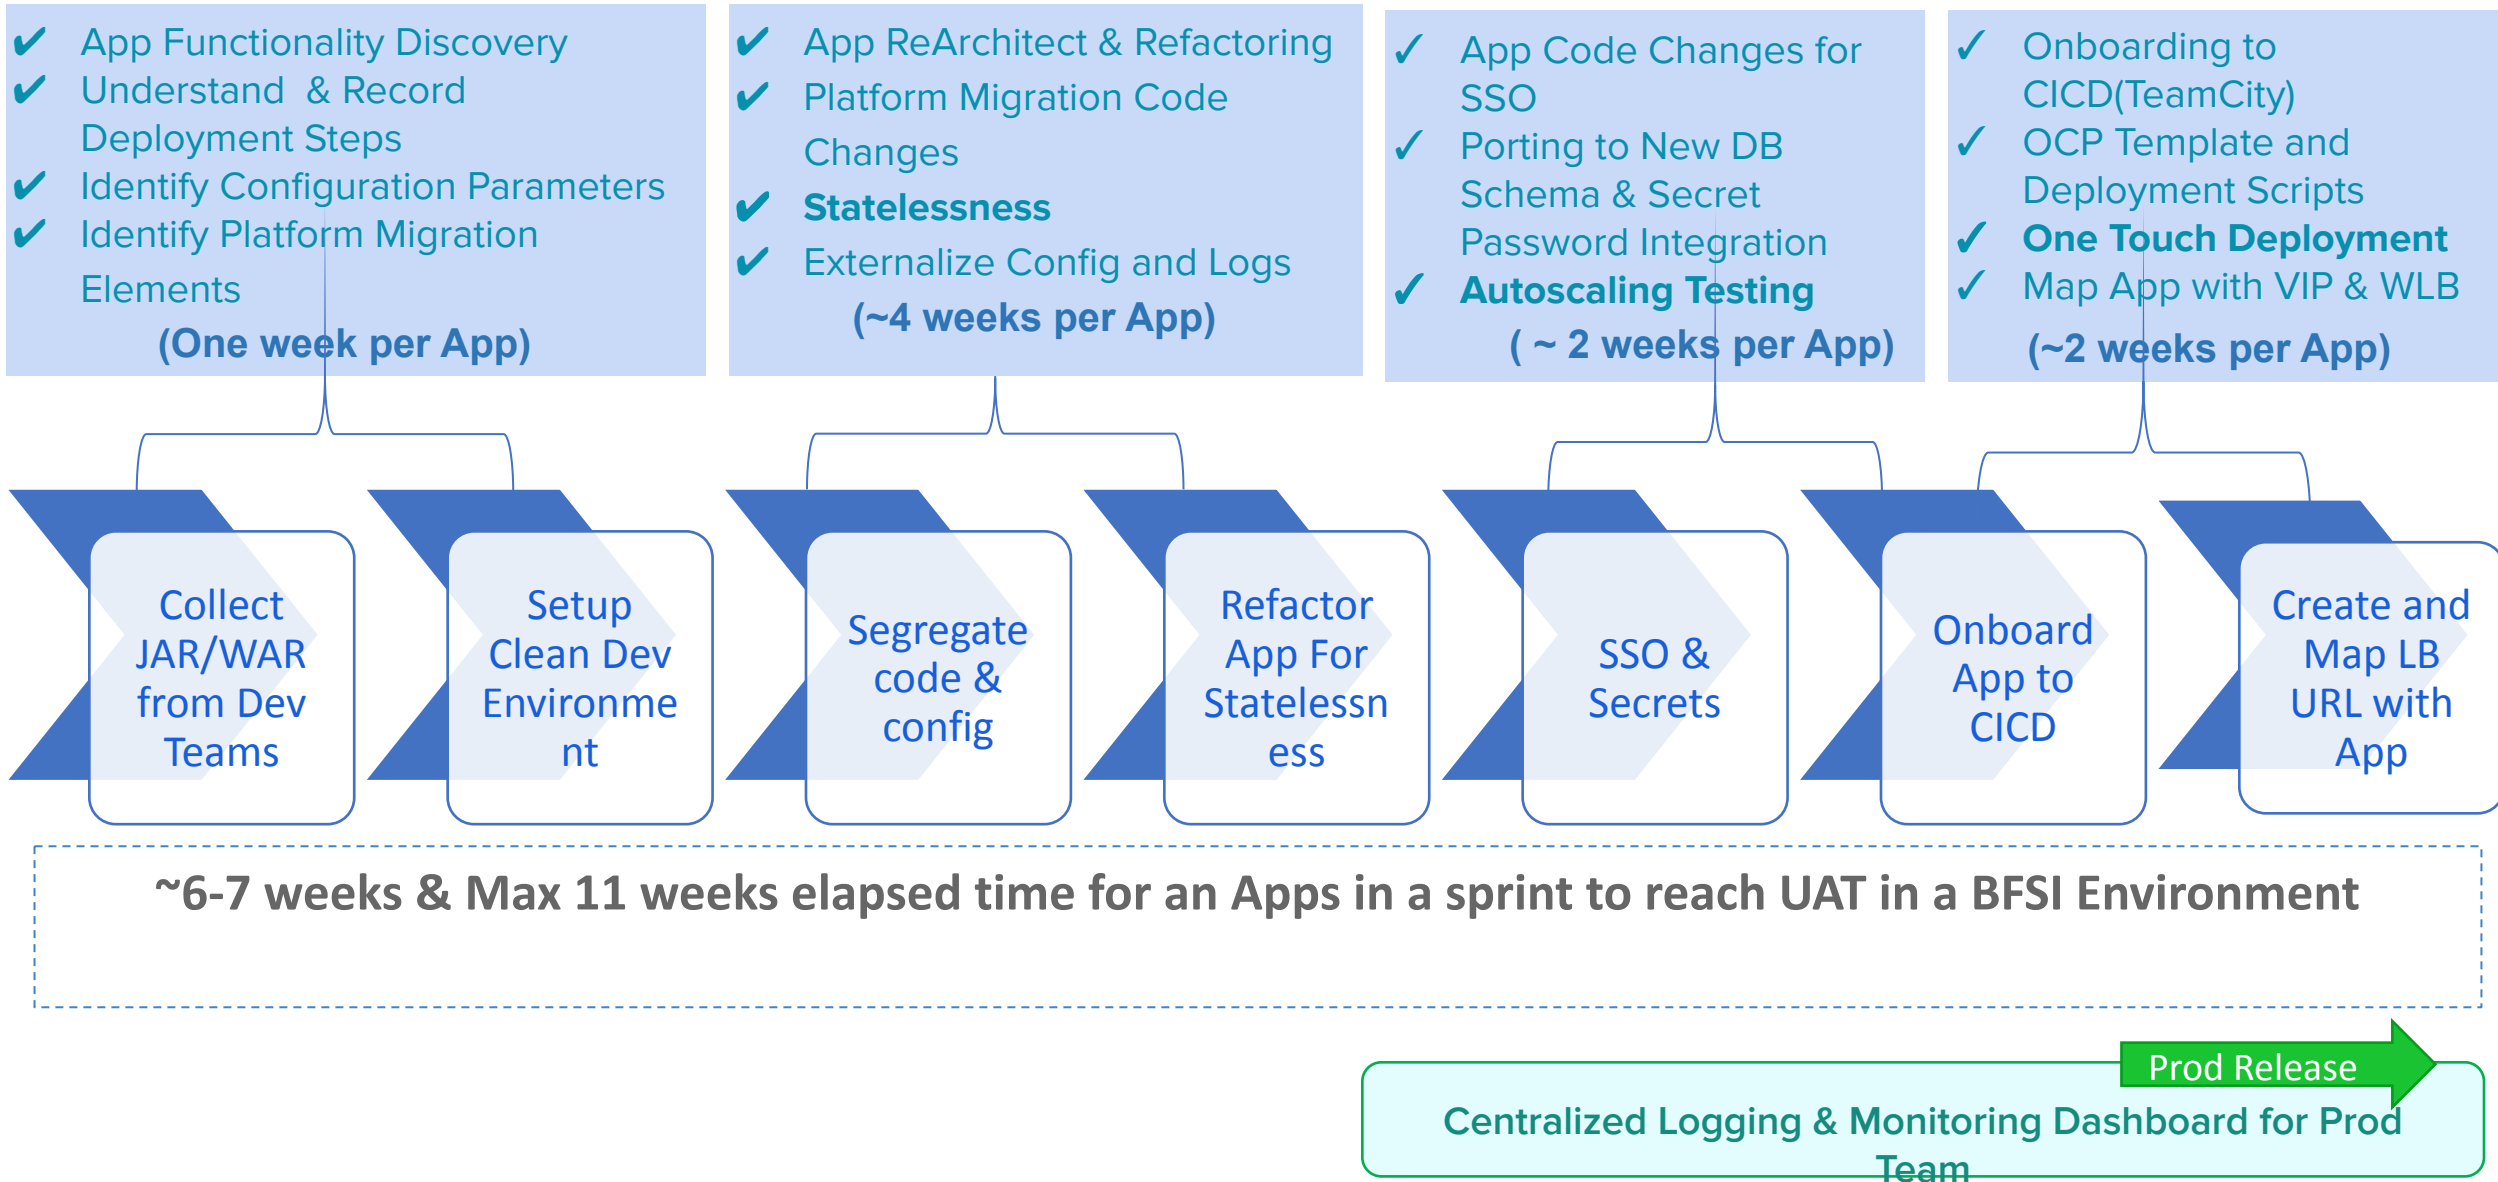 App Functionality Discovery
Understand & Record
Deployment Steps
Identify Configuration Parameters
Identify Platform Migration
Elements
(One week per App)
App ReArchitect & Refactoring
Platform Migration Code
Changes
Statelessness
Externalize Config and Logs
(~4 weeks per App)
App Code Changes for
SSO
Porting to New DB
Schema & Secret
Password Integration
Autoscaling Testing
( ~ 2 weeks per App)
Onboarding to
CICD(TeamCity)
OCP Template and
Deployment Scripts
One Touch Deployment
Map App with VIP & WLB
(~2 weeks per App)
Collect
JAR/WAR
from Dev
Teams
Setup
Clean Dev
Environme
nt
Segregate
code &
config
Refactor
App For
Statelessn
ess
SSO &
Secrets
Onboard
App to
CICD
Create and
Map LB
URL with
App
~6-7 weeks & Max 11 weeks elapsed time for an Apps in a sprint to reach UAT in a BFSI Environment
Prod Release
Centralized Logging & Monitoring Dashboard for Prod
Team